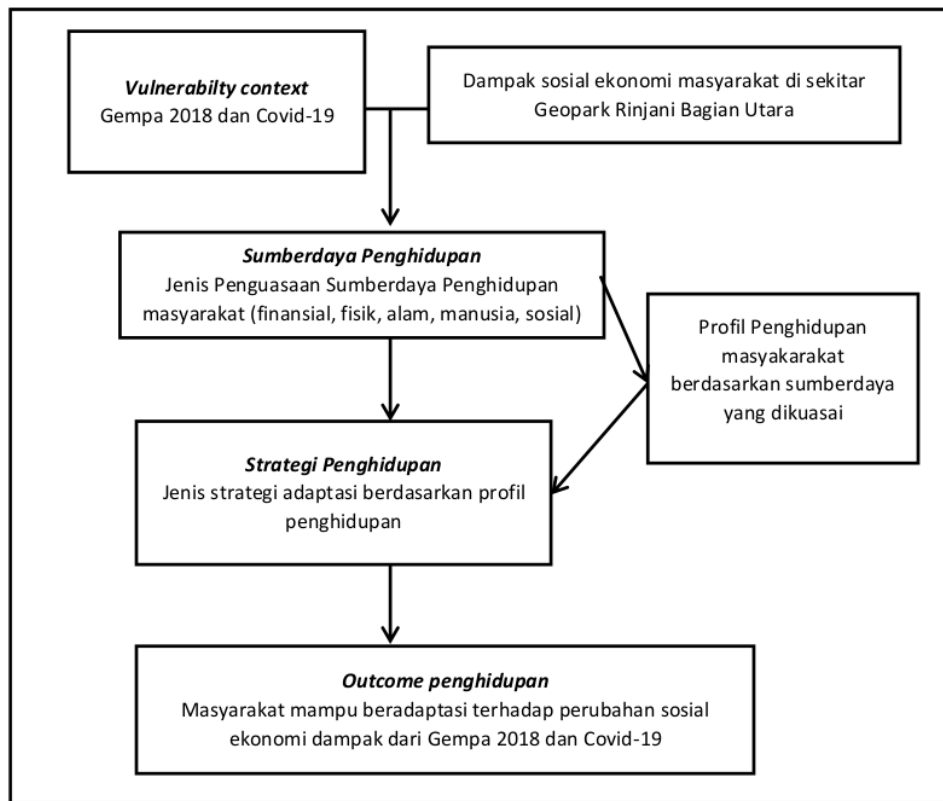 Vulnerabilty context
Gempa 2018 dan Covid-19
Dampak sosial ekonomi masyarakat di sekitar
Geopark Rinjani Bagian Utara
Sumberdaya Penghidupan
Jenis Penguasaan Sumberdaya Penghidupan
masyarakat (finansial, fisik, alam, manusia, sosial)
Profil Penghidupan
masyakarakat
berdasarkan sumberdaya
yang dikuasai
Strategi Penghidupan
Jenis strategi adaptasi berdasarkan profil
penghidupan
Outcome penghidupan
Masyarakat mampu beradaptasi terhadap perubahan sosial
ekonomi dampak dari Gempa 2018 dan Covid-19